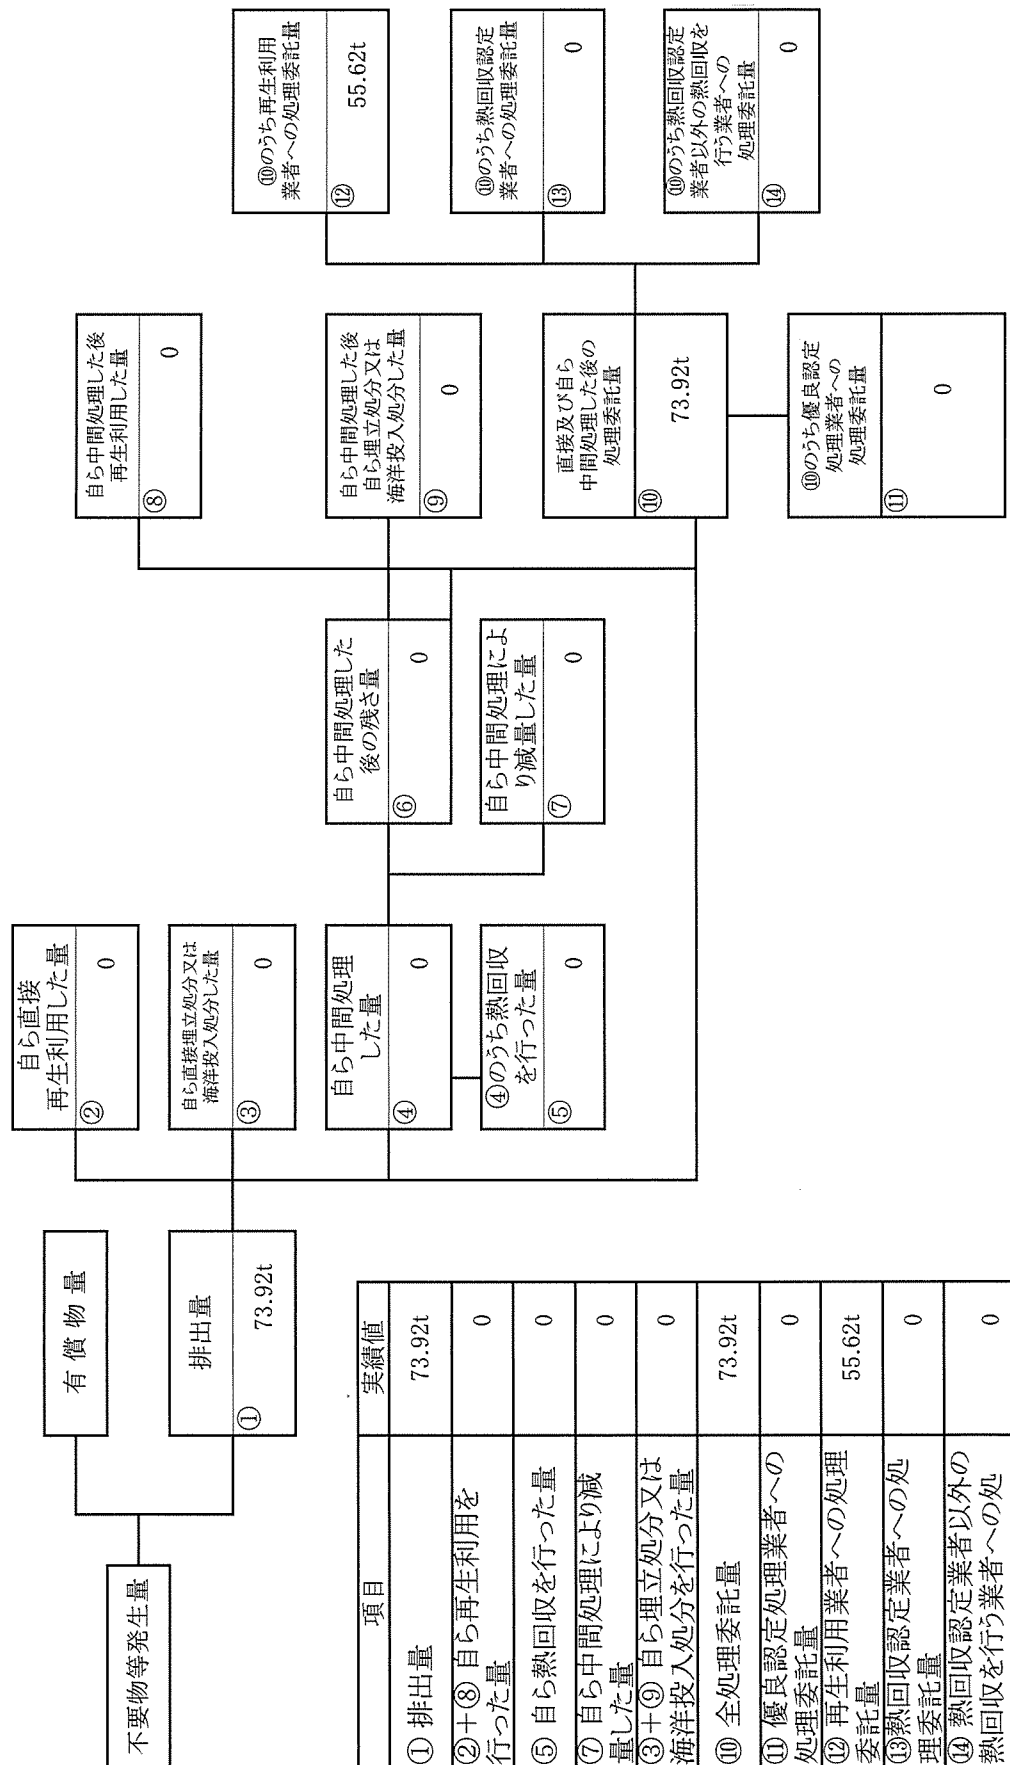 不要物等発生量
有償物量
排出量
①
73.92t
自ら直接
再生利用した量
②
0
自ら直接埋立処分又は
海洋投入処分した量
③
0
自ら中間処理
した量
④
0
④のうち熱回収
を行った量
⑤
0
自ら中間処理した
後の残さ量
⑥
0
自ら中間処理によ
り減量した量
⑦
0
自ら中間処理した後
再生利用した量
⑧
0
自ら中間処理した後
自ら埋立処分又は
海洋投入処分した量
⑨
0
直接及び自ら
中間処理した後の
処理委託量
⑩
73.92t
⑩のうち優良認定
処理業者への
処理委託量
⑪
0
⑩のうち再生利用
業者への処理委託量
⑫
55.62t
⑩のうち熱回収認定
業者への処理委託量
⑬
0
⑩のうち熱回収認定
業者以外の熱回収を
行う業者への
処理委託量
⑭
0
項目 実績値
① 排出量 73.92t
②+⑧ 自ら再生利用を
行った量 0
⑤ 自ら熱回収を行った量 0
⑦ 自ら中間処理により減
量した量 0
③+⑨ 自ら埋立処分又は
海洋投入処分を行った量 0
⑩ 全処理委託量 73.92t
⑪ 優良認定処理業者への
処理委託量 0
⑫ 再生利用業者への処理
委託量 55.62t
⑬熱回収認定業者への処
理委託量 0
⑭ 熱回収認定業者以外の
熱回収を行う業者への処 0